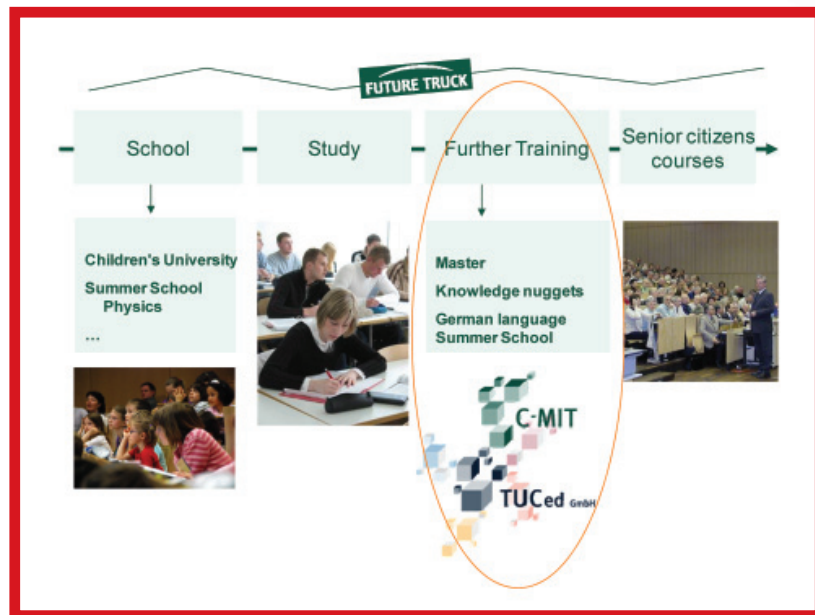 FUTURE TRUCK
School
Study
Further Training
Senior citizens
courses
Children's University
Summer School
Physics
...
Master
Knowledge nuggets
German language
Summer School
C-MIT
TUCed GmbH